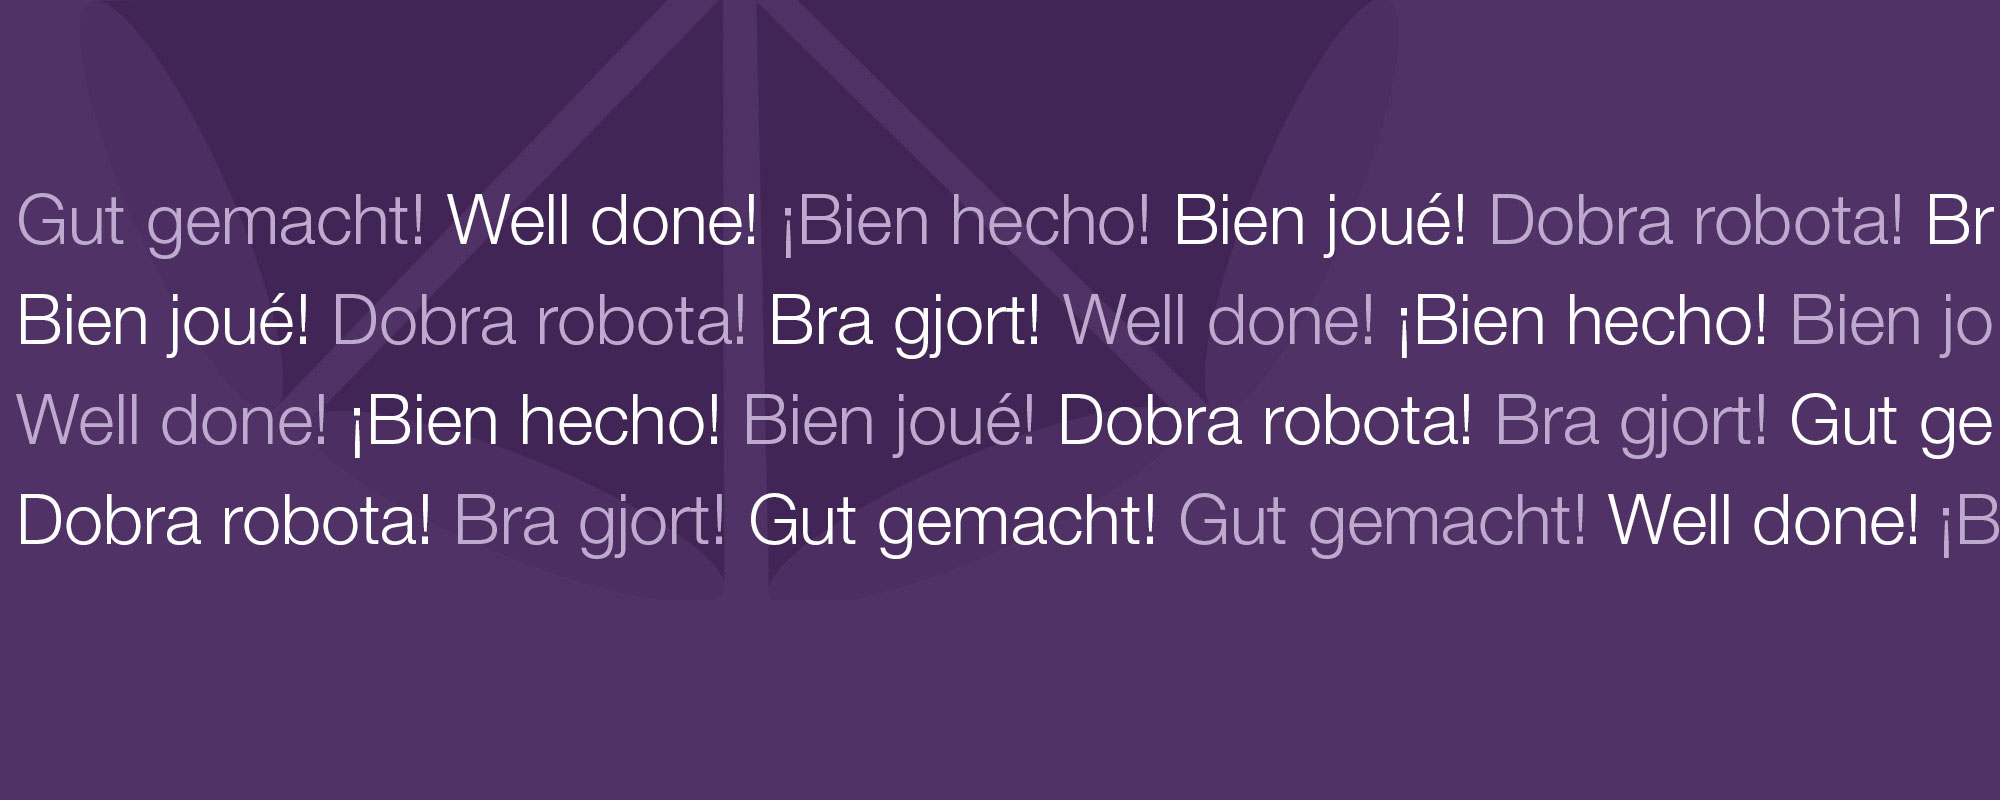 Gut gemacht! Well done! ¡Bien hecho! Bien joué! Dobra robota! Br
Bien joué! Dobra robota! Bra gjort! Well done! ¡Bien hecho! Bien jo
Well done! ¡Bien hecho! Bien joué! Dobra robota! Bra gjort! Gut ge
Dobra robota! Bra gjort! Gut gemacht! Gut gemacht! Well done! ¡B